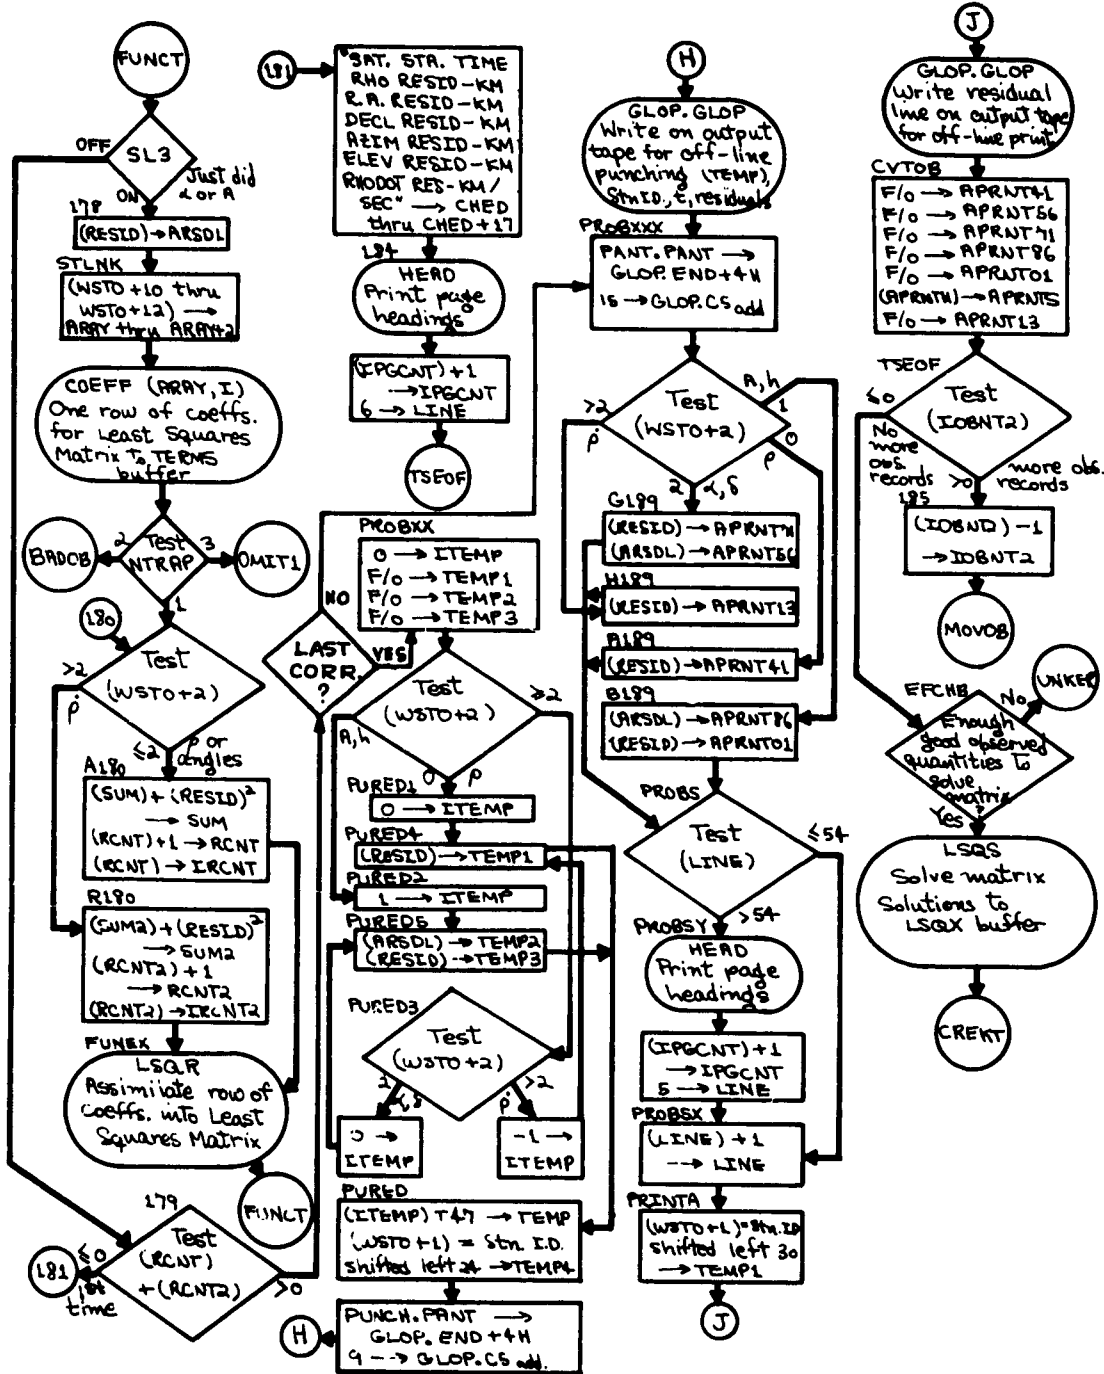 FUNCT
OFF
SL3
ON
Just did
α or A
178
(RESID) → ARSDL
STLNK
(WSTO+10 thru
WSTO+12) →
ARAY thru ARAY+2
COEFF (ARAY, I)
One row of coeffs.
for Least Squares
Matrix to TERMS
buffer
2
Test
NTRAP
3
BADOB
OMIT1
1
180
Test
(WSTO+2)
>2
ρ̇
≤2
ρ or
angles
A180
(SUM) + (RESID)²
→ SUM
(RCNT)+1 → RCNT
(RCNT) → IRCNT
R180
(SUM2) + (RESID)²
→ SUM2
(RCNT2) + 1
→ RCNT2
(RCNT2) → IRCNT2
FUNEX
LSQR
Assimilate row of
coeffs. into Least
Squares Matrix
FUNCT
179
Test
(RCNT)
+ (RCNT2)
≤0
1st
time
>0
181
181
"SAT. STA. TIME
RHO RESID-KM
R.A. RESID-KM
DECL RESID-KM
AZIM RESID-KM
ELEV RESID-KM
RHODOT RES-KM/
SEC" → CHED
thru CHED+17
184
HEAD
Print page
headings
(IPGCNT)+1
→ IPGCNT
6 → LINE
TSEOF
NO
LAST
CORR.
?
YES
PROBXX
0 → ITEMP
F/0 → TEMP1
F/0 → TEMP2
F/0 → TEMP3
Test
(WSTO+2)
≥2
A, h
0
ρ
PURED1
0 → ITEMP
PURED4
(RESID) → TEMP1
PURED2
1 → ITEMP
PURED5
(ARSDL) → TEMP2
(RESID) → TEMP3
PURED3
Test
(WSTO+2)
2
α, δ
>2
ρ̇
0 →
ITEMP
-1 →
ITEMP
PURED
(ITEMP) T 47 → TEMP
(WSTO+1) = Stn. I.D.
shifted left 24 → TEMP4
PUNCH.PANT →
GLOP. END+4H
9 → GLOP.CS add.
H
H
GLOP.GLOP
Write on output
tape for off-line
punching (TEMP),
StnID., t, residuals
PROBXXX
PANT.PANT →
GLOP.END+4H
15 → GLOP.CS add
Test
(WSTO+2)
A, h
1
0
ρ
>2
ρ̇
2
α, δ
G189
(RESID) → APRNT71
(ARSDL) → APRNT56
H189
(RESID) → APRNT13
A189
(RESID) → APRNT41
B189
(ARSDL) → APRNT86
(RESID) → APRNT01
PROBS
Test
(LINE)
≤54
>54
PROBSY
HEAD
Print page
headings
(IPGCNT)+1
→ IPGCNT
5 → LINE
PROBSX
(LINE) + 1
→ LINE
PRINTA
(WSTO+1) = Stn.ID
shifted left 30
→ TEMP1
J
J
GLOP.GLOP
Write residual
line on output tape
for off-line print
CVTOB
F/0 → APRNT41
F/0 → APRNT56
F/0 → APRNT71
F/0 → APRNT86
F/0 → APRNT01
(APRNTN) → APRNT5
F/0 → APRNT13
TSEOF
Test
(IOBNT2)
≤0
No
more
obs.
records
>0
more obs.
records
185
(IOBNT2) -1
→ IOBNT2
MOVOB
EFCHB
Enough
good observed
quantities to
solve
matrix
?
No
UNKER
Yes
LSQS
Solve matrix
Solutions to
LSQX buffer
CREKT